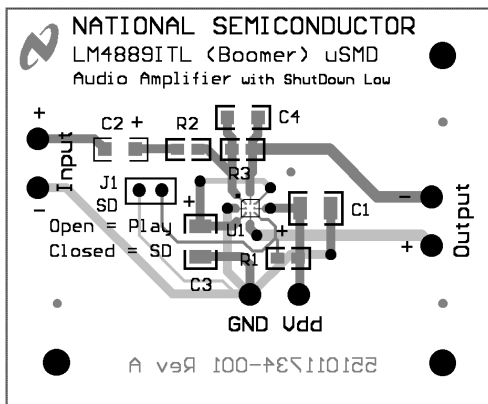 NATIONAL SEMICONDUCTOR
LM4889ITL (Boomer) uSMD
Audio Amplifier with ShutDown Low
+
C2 +
R2
C4
Input
R3
J1
-
SD
+
C1
-
Open = Play
U1
+
Output
Closed = SD
+
R1
C3
GND Vdd
551011734-001 Rev A